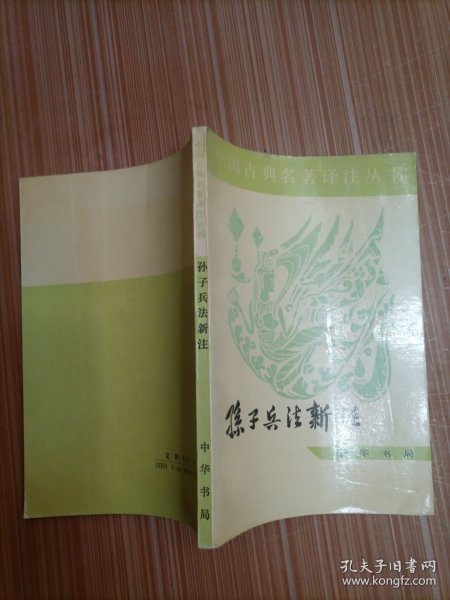 中国古典名著译注丛书
孫子兵法新注
中华书局
孙子兵法新注
中华书局
孔夫子旧书网
www.kongfz.com